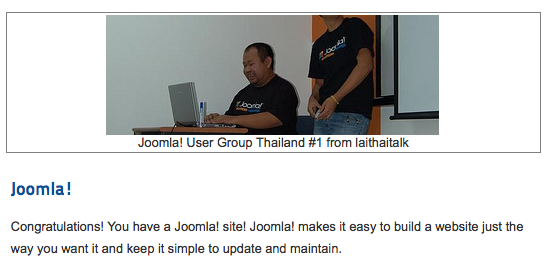 Joomla!
Joomla!
Joomla! User Group Thailand #1 from laithaitalk
Joomla!
Congratulations! You have a Joomla! site! Joomla! makes it easy to build a website just the
way you want it and keep it simple to update and maintain.